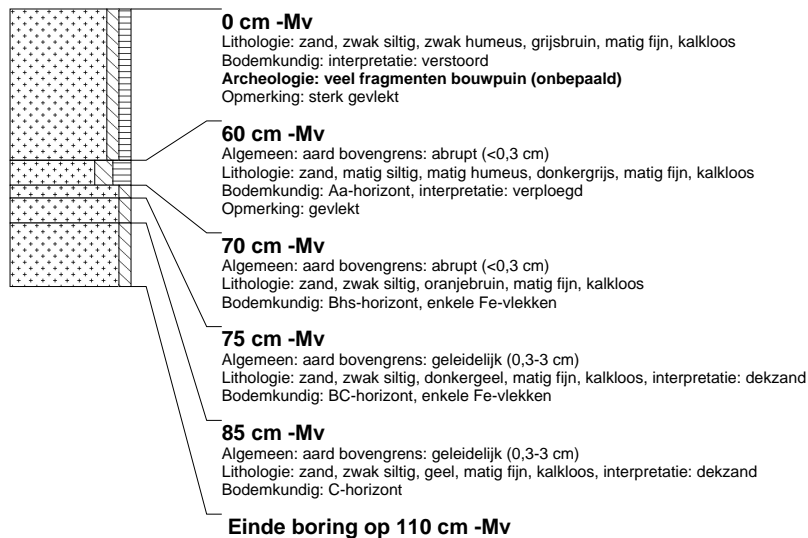 0 cm -Mv
Lithologie: zand, zwak siltig, zwak humeus, grijsbruin, matig fijn, kalkloos
Bodemkundig: interpretatie: verstoord
Archeologie: veel fragmenten bouwpuin (onbepaald)
Opmerking: sterk gevlekt
60 cm -Mv
Algemeen: aard bovengrens: abrupt (<0,3 cm)
Lithologie: zand, matig siltig, matig humeus, donkergrijs, matig fijn, kalkloos
Bodemkundig: Aa-horizont, interpretatie: verploegd
Opmerking: gevlekt
70 cm -Mv
Algemeen: aard bovengrens: abrupt (<0,3 cm)
Lithologie: zand, zwak siltig, oranjebruin, matig fijn, kalkloos
Bodemkundig: Bhs-horizont, enkele Fe-vlekken
75 cm -Mv
Algemeen: aard bovengrens: geleidelijk (0,3-3 cm)
Lithologie: zand, zwak siltig, donkergeel, matig fijn, kalkloos, interpretatie: dekzand
Bodemkundig: BC-horizont, enkele Fe-vlekken
85 cm -Mv
Algemeen: aard bovengrens: geleidelijk (0,3-3 cm)
Lithologie: zand, zwak siltig, geel, matig fijn, kalkloos, interpretatie: dekzand
Bodemkundig: C-horizont
Einde boring op 110 cm -Mv